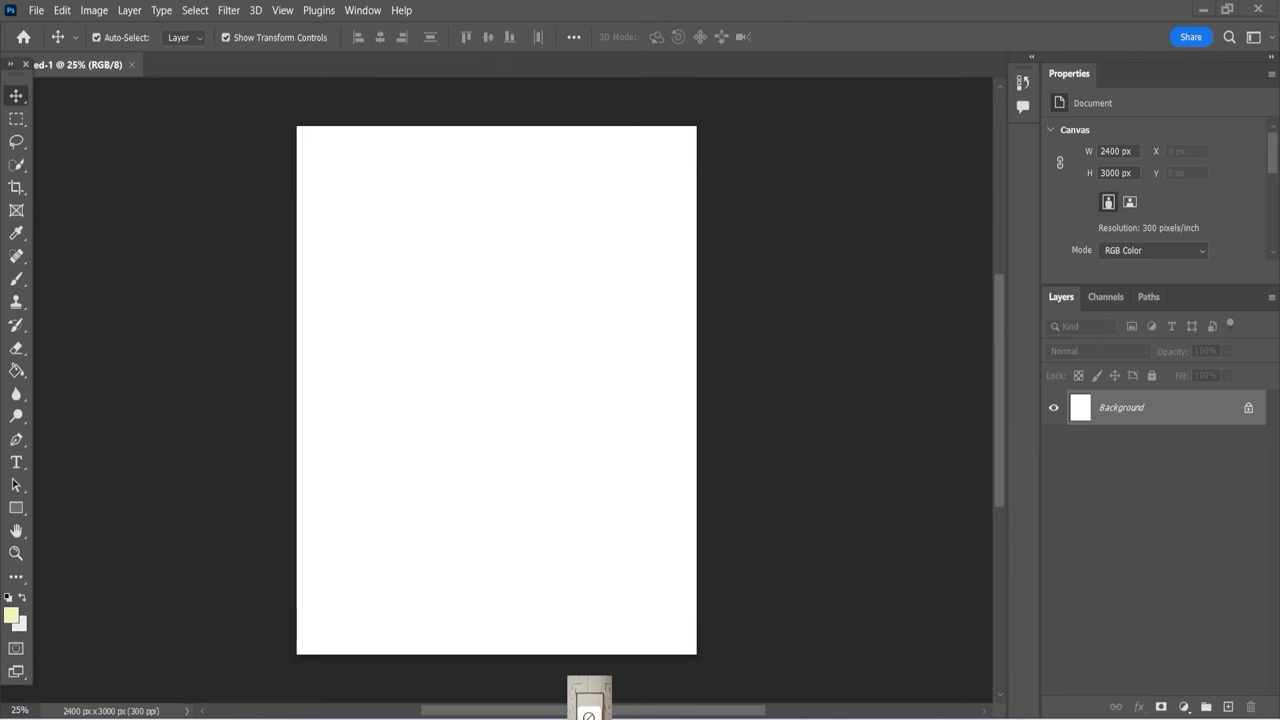 Ps File Edit Image Layer Type Select Filter 3D View Plugins Window Help
Auto-Select: Layer Show Transform Controls 3D Mode: Share
ed-1 @ 25% (RGB/8)
Properties
Document
Canvas
W 2400 px X 0 px
H 3000 px Y 0 px
Resolution: 300 pixels/inch
Mode RGB Color
Layers Channels Paths
Kind
Normal Opacity: 100%
Lock: Fill: 100%
Background
25% 2400 px x 3000 px (300 ppi)